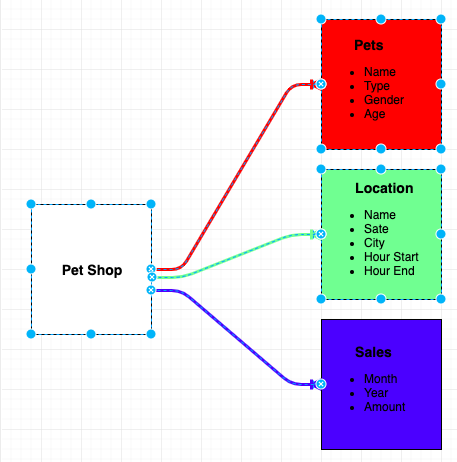 Pets
Name
Type
Gender
Age
Location
Name
Sate
City
Hour Start
Hour End
Pet Shop
Sales
Month
Year
Amount